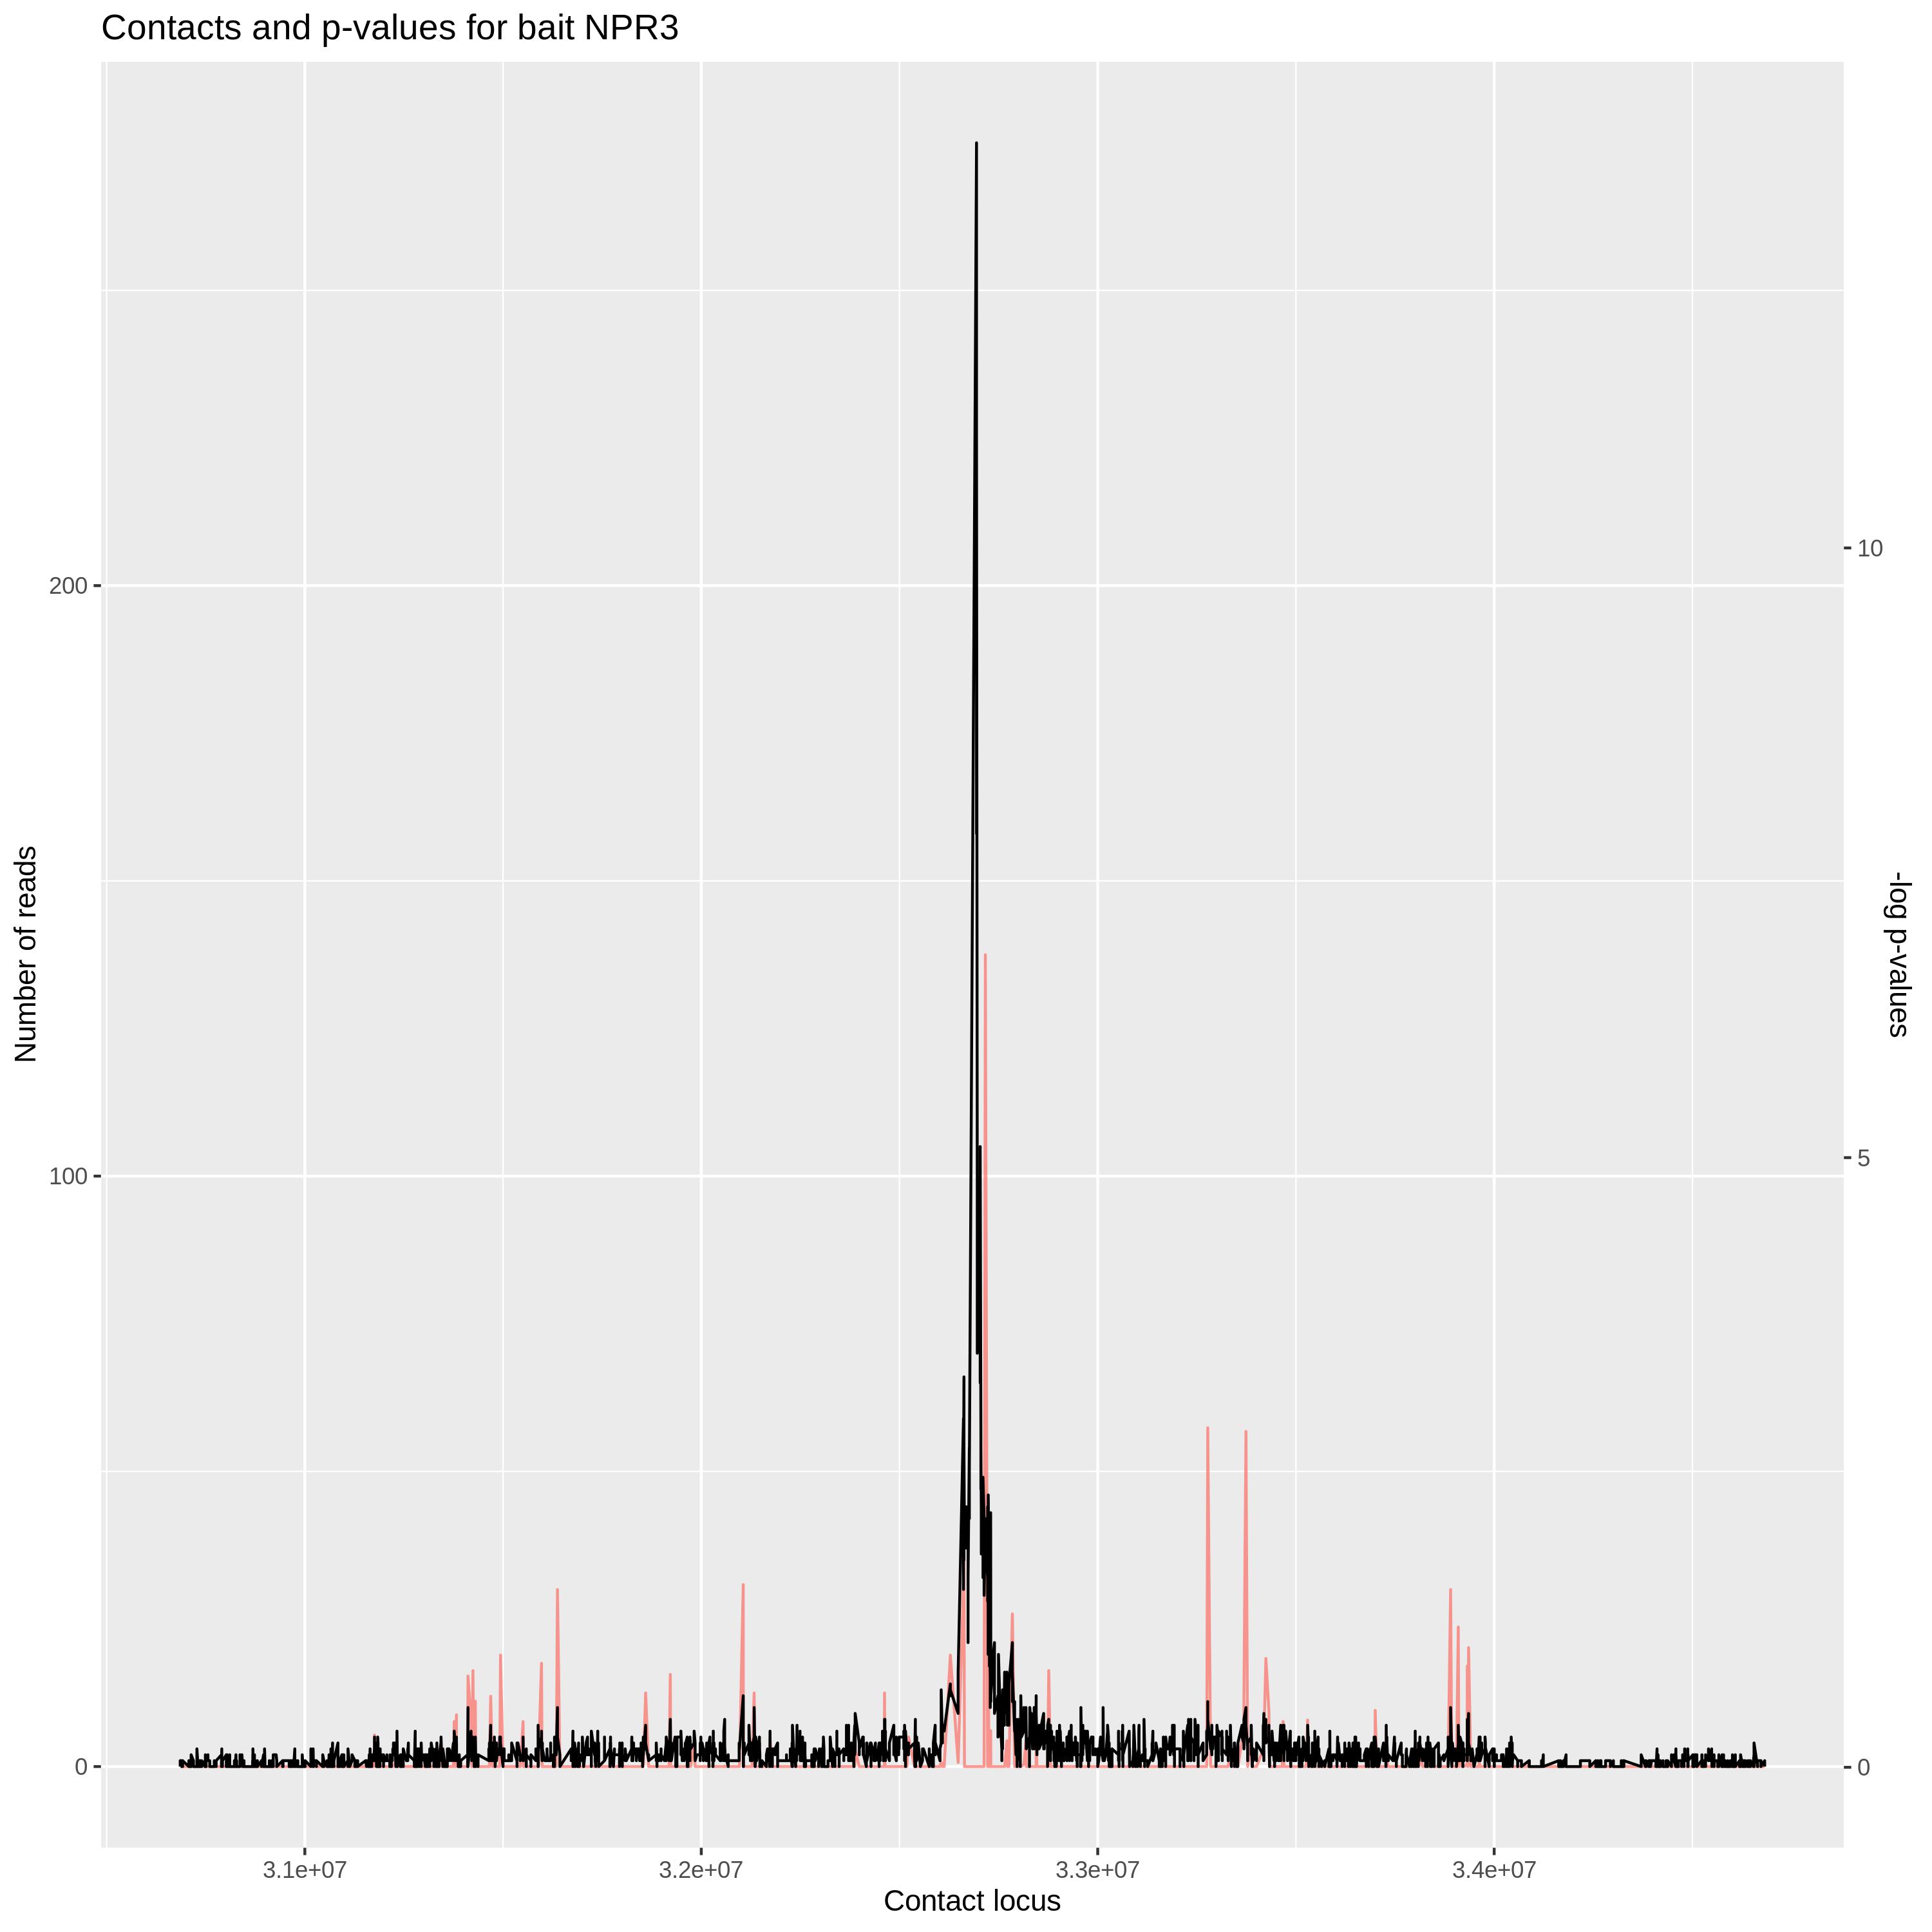 Contacts and p-values for bait NPR3
Number of reads
200
100
0
10
5
0
-log p-values
3.1e+07
3.2e+07
3.3e+07
3.4e+07
Contact locus